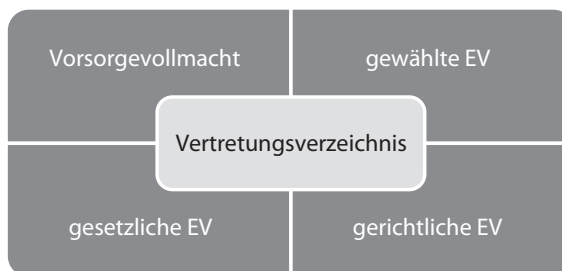 Vorsorgevollmacht
gewählte EV
Vertretungsverzeichnis
gesetzliche EV
gerichtliche EV